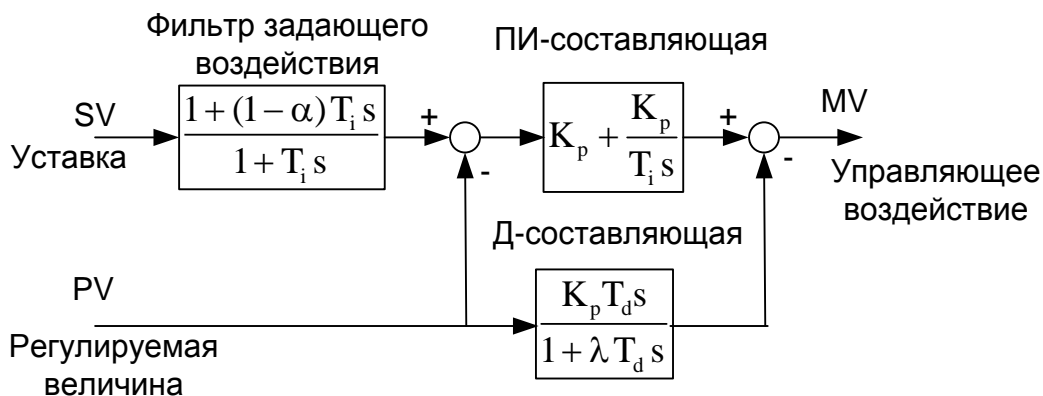 Фильтр задающего
воздействия
ПИ-составляющая
SV
Уставка
1 + (1 − α) T_i s
1 + T_i s
+
-
K_p + K_p
T_i s
+
-
MV
Управляющее
воздействие
Д-составляющая
PV
Регулируемая
величина
K_p T_d s
1 + λ T_d s